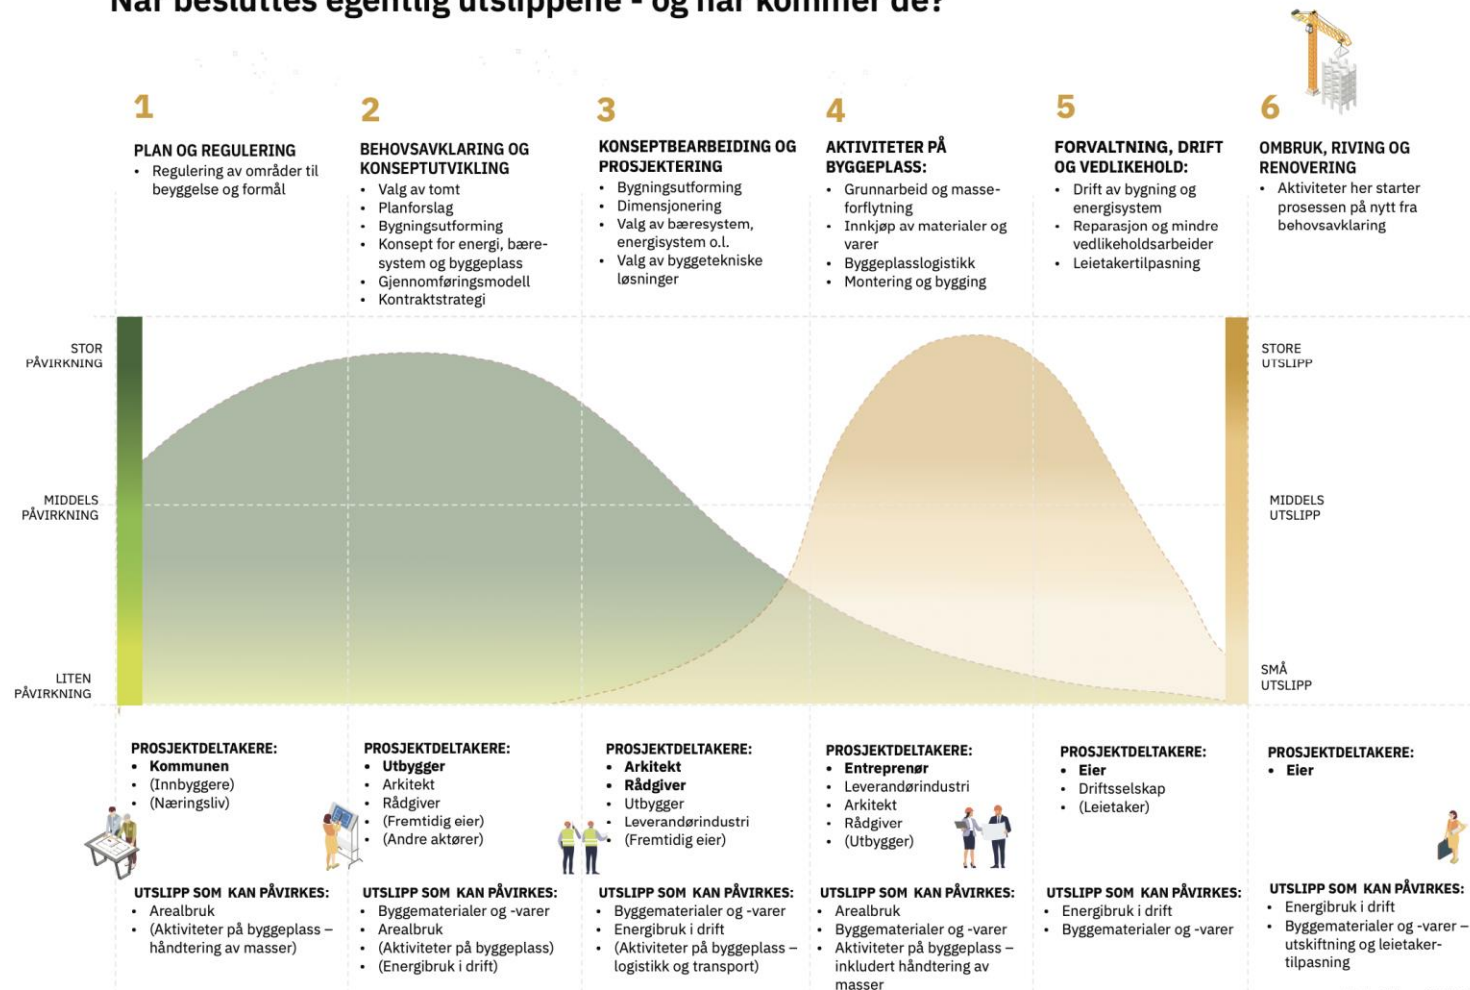 Når besluttes egentlig utslippene - og når kommer de?
1
PLAN OG REGULERING
• Regulering av områder til
beyggelse og formål
2
BEHOVSAVKLARING OG
KONSEPTUTVIKLING
• Valg av tomt
• Planforslag
• Bygningsutforming
• Konsept for energi, bære-
system og byggeplass
• Gjennomføringsmodell
• Kontraktstrategi
3
KONSEPTBEARBEIDING OG
PROSJEKTERING
• Bygningsutforming
• Dimensjonering
• Valg av bæresystem,
energisystem o.l.
• Valg av byggetekniske
løsninger
4
AKTIVITETER PÅ
BYGGEPLASS:
• Grunnarbeid og masse-
forflytning
• Innkjøp av materialer og
varer
• Byggeplasslogistikk
• Montering og bygging
5
FORVALTNING, DRIFT
OG VEDLIKEHOLD:
• Drift av bygning og
energisystem
• Reparasjon og mindre
vedlikeholdsarbeider
• Leietakertilpasning
6
OMBRUK, RIVING OG
RENOVERING
• Aktiviteter her starter
prosessen på nytt fra
behovsavklaring
STOR
PÅVIRKNING
MIDDELS
PÅVIRKNING
LITEN
PÅVIRKNING
STORE
UTSLIPP
MIDDELS
UTSLIPP
SMÅ
UTSLIPP
PROSJEKTDELTAKERE:
• Kommunen
• (Innbyggere)
• (Næringsliv)
PROSJEKTDELTAKERE:
• Utbygger
• Arkitekt
• Rådgiver
• (Fremtidig eier)
• (Andre aktører)
PROSJEKTDELTAKERE:
• Arkitekt
• Rådgiver
• Utbygger
• Leverandørindustri
• (Fremtidig eier)
PROSJEKTDELTAKERE:
• Entreprenør
• Leverandørindustri
• Arkitekt
• Rådgiver
• (Utbygger)
PROSJEKTDELTAKERE:
• Eier
• Driftsselskap
• (Leietaker)
PROSJEKTDELTAKERE:
• Eier
UTSLIPP SOM KAN PÅVIRKES:
• Arealbruk
• (Aktiviteter på byggeplass –
håndtering av masser)
UTSLIPP SOM KAN PÅVIRKES:
• Byggematerialer og -varer
• Arealbruk
• (Aktiviteter på byggeplass)
• (Energibruk i drift)
UTSLIPP SOM KAN PÅVIRKES:
• Byggematerialer og -varer
• Energibruk i drift
• (Aktiviteter på byggeplass –
logistikk og transport)
UTSLIPP SOM KAN PÅVIRKES:
• Arealbruk
• Byggematerialer og -varer
• Aktiviteter på byggeplass –
inkludert håndtering av
masser
UTSLIPP SOM KAN PÅVIRKES:
• Energibruk i drift
• Byggematerialer og -varer
UTSLIPP SOM KAN PÅVIRKES:
• Energibruk i drift
• Byggematerialer og -varer –
utskiftning og leietaker-
tilpasning